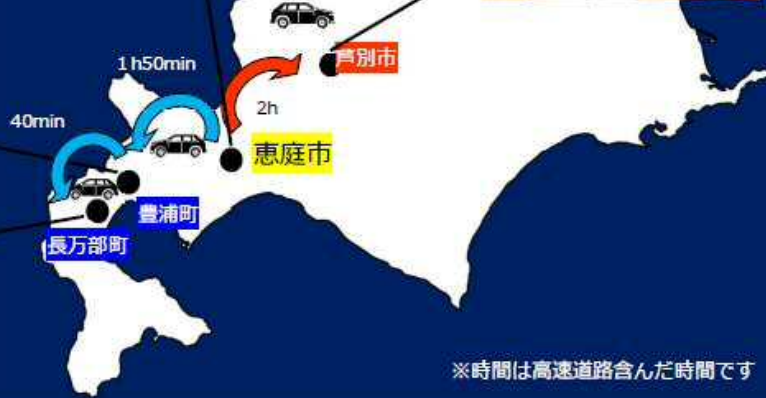 芦別市
1h50min
2h
40min
恵庭市
豊浦町
長万部町
※時間は高速道路含んだ時間です